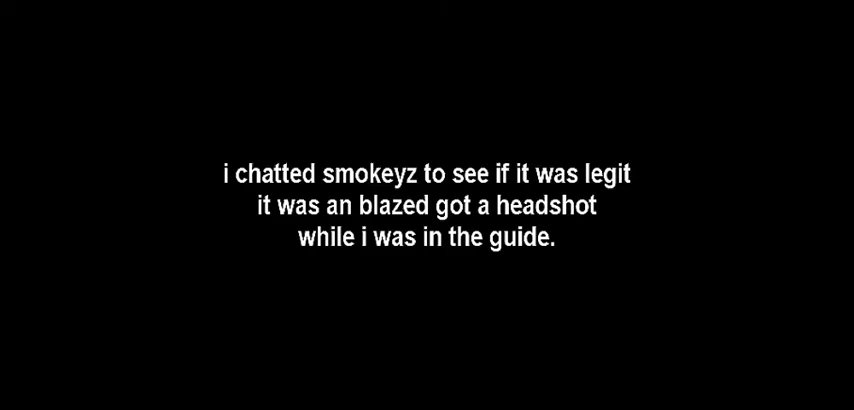 i chatted smokeyz to see if it was legit
it was an blazed got a headshot
while i was in the guide.